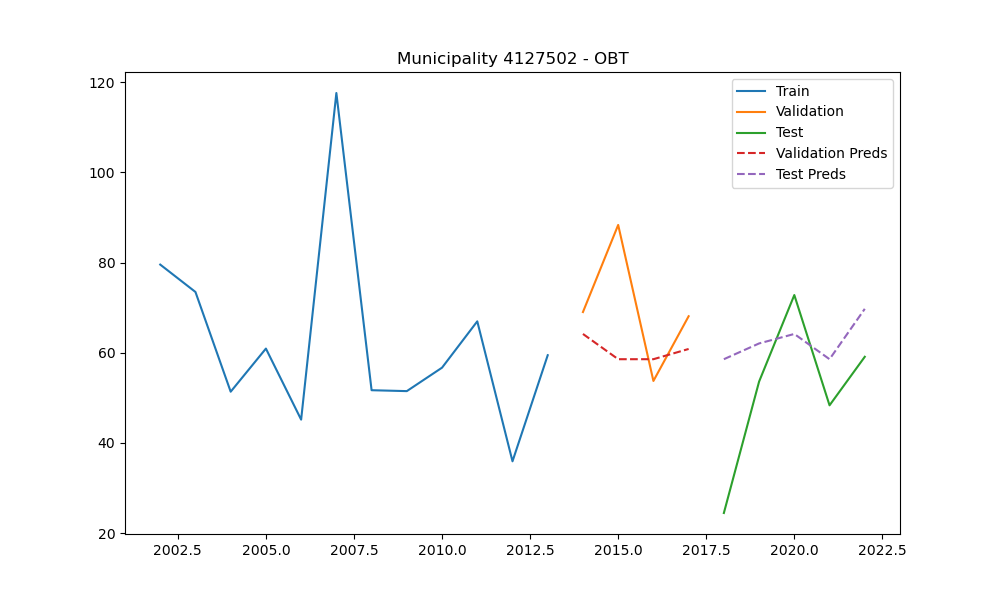 Municipality 4127502 - OBT
Train
Validation
Test
Validation Preds
Test Preds
120
100
80
60
40
20
2002.5 2005.0 2007.5 2010.0 2012.5 2015.0 2017.5 2020.0 2022.5